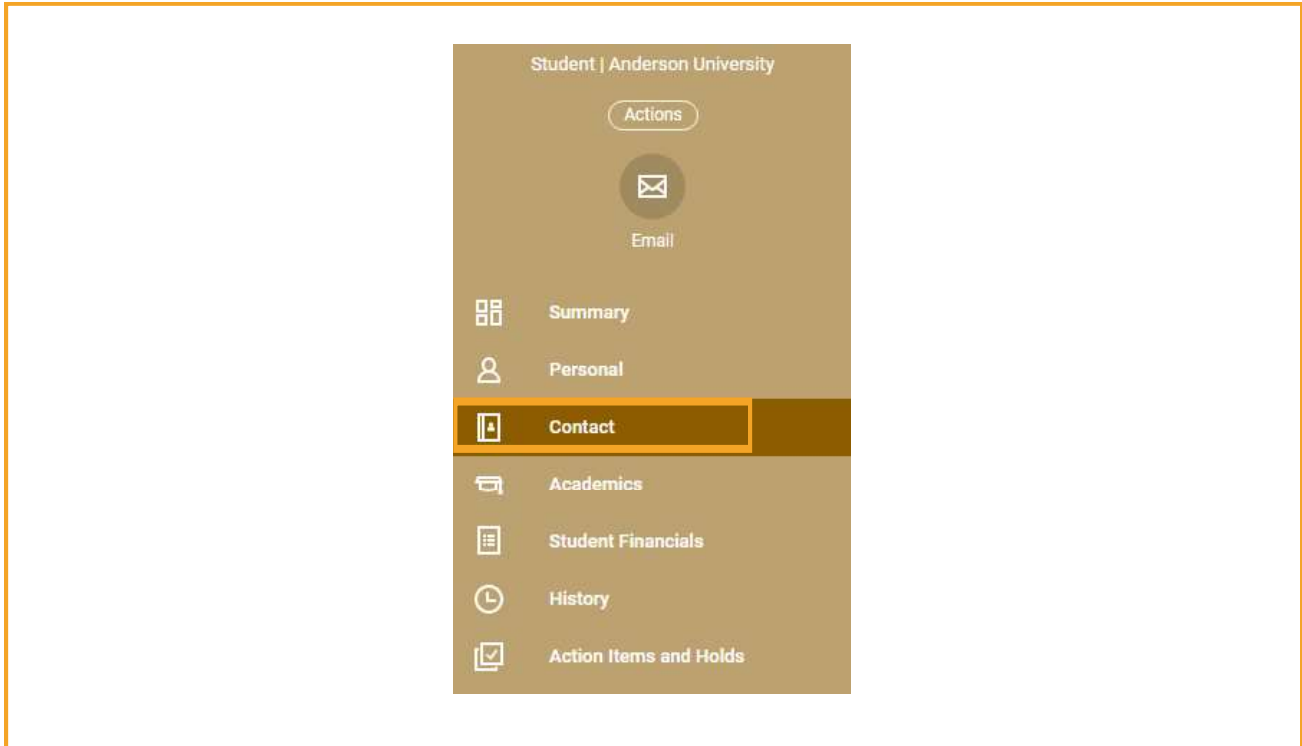 Student | Anderson University
Actions
Email
Summary
Personal
Contact
Academics
Student Financials
History
Action Items and Holds